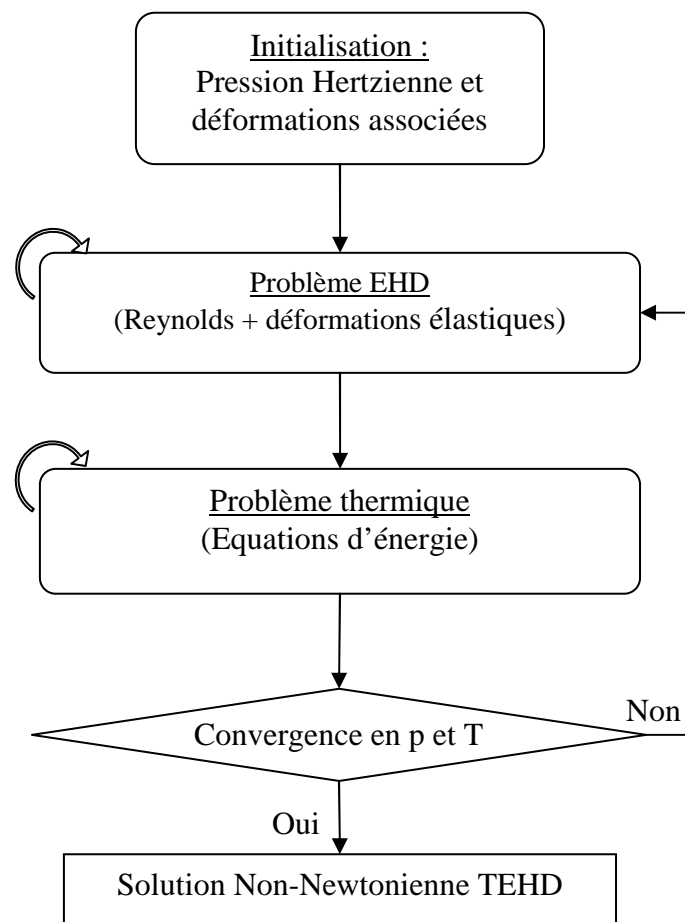 Initialisation :
Pression Hertzienne et
déformations associées
Problème EHD
(Reynolds + déformations élastiques)
Problème thermique
(Equations d’énergie)
Convergence en p et T
Non
Oui
Solution Non-Newtonienne TEHD